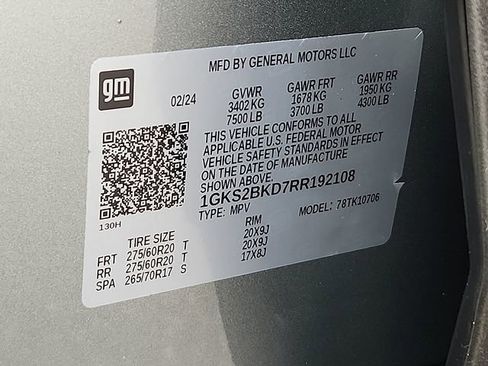 MFD BY GENERAL MOTORS LLC
gm
02/24
GVWR GAWR FRT GAWR RR
3402 KG 1678 KG 1950 KG
7500 LB 3700 LB 4300 LB
THIS VEHICLE CONFORMS TO ALL
APPLICABLE U.S. FEDERAL MOTOR
VEHICLE SAFETY STANDARDS IN EFFECT
ON THE DATE OF MANUFACTURE
SHOWN ABOVE.
1GKS2BKD7RR192108
TYPE: MPV MODEL: 78TK10706
130H
TIRE SIZE RIM
FRT 275/60R20 T 20X9J
RR 275/60R20 T 20X9J
SPA 265/70R17 S 17X8J